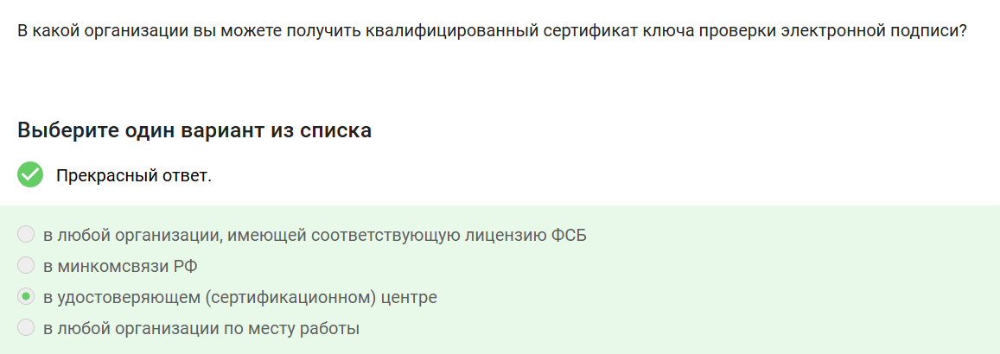 В какой организации вы можете получить квалифицированный сертификат ключа проверки электронной подписи?
Выберите один вариант из списка
Прекрасный ответ.
в любой организации, имеющей соответствующую лицензию ФСБ
в минкомсвязи РФ
в удостоверяющем (сертификационном) центре
в любой организации по месту работы